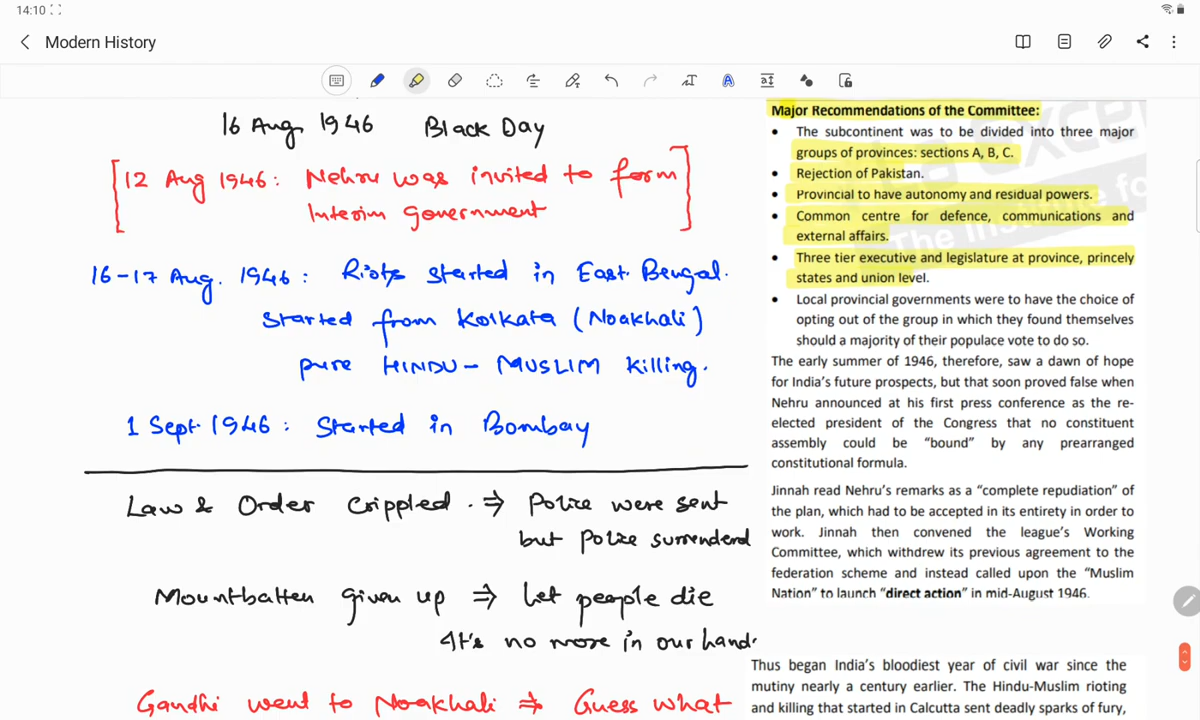 14:10
Modern History
16 Aug 1946 Black Day
[12 Aug 1946: Nehru was invited to form
Interim government]
16-17 Aug. 1946: Riots started in East Bengal.
Started from Kolkata (Noakhali)
pure HINDU - MUSLIM killing.
1 Sept. 1946: Started in Bombay
Law & Order Crippled. ⇒ Police were sent
but Police surrenderd
Mountbatten given up ⇒ Let people die
It's no more in our hand
Gandhi went to Noakhali ⇒ Guess what
Major Recommendations of the Committee:
• The subcontinent was to be divided into three major
groups of provinces: sections A, B, C.
• Rejection of Pakistan.
• Provincial to have autonomy and residual powers.
• Common centre for defence, communications and
external affairs.
• Three tier executive and legislature at province, princely
states and union level.
• Local provincial governments were to have the choice of
opting out of the group in which they found themselves
should a majority of their populace vote to do so.
The early summer of 1946, therefore, saw a dawn of hope
for India's future prospects, but that soon proved false when
Nehru announced at his first press conference as the re-
elected president of the Congress that no constituent
assembly could be "bound" by any prearranged
constitutional formula.
Jinnah read Nehru's remarks as a "complete repudiation" of
the plan, which had to be accepted in its entirety in order to
work. Jinnah then convened the league's Working
Committee, which withdrew its previous agreement to the
federation scheme and instead called upon the "Muslim
Nation" to launch "direct action" in mid-August 1946.
Thus began India's bloodiest year of civil war since the
mutiny nearly a century earlier. The Hindu-Muslim rioting
and killing that started in Calcutta sent deadly sparks of fury,